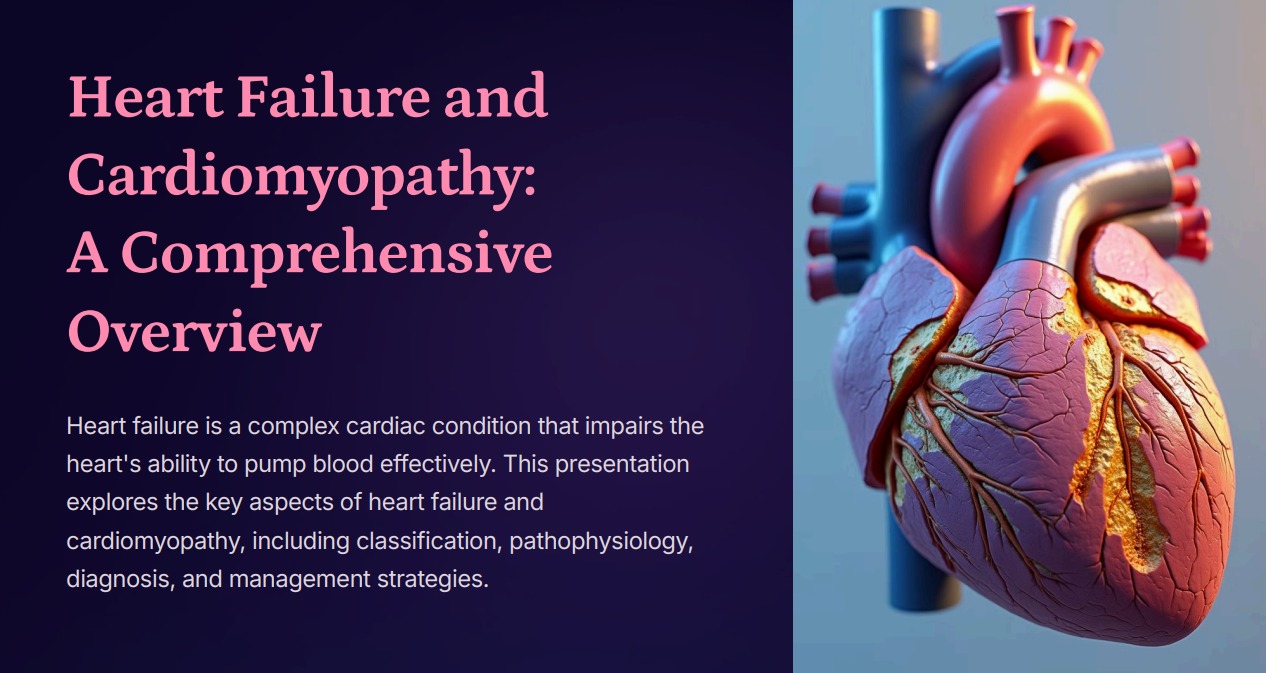 Heart Failure and
Cardiomyopathy:
A Comprehensive
Overview
Heart failure is a complex cardiac condition that impairs the
heart's ability to pump blood effectively. This presentation
explores the key aspects of heart failure and
cardiomyopathy, including classification, pathophysiology,
diagnosis, and management strategies.